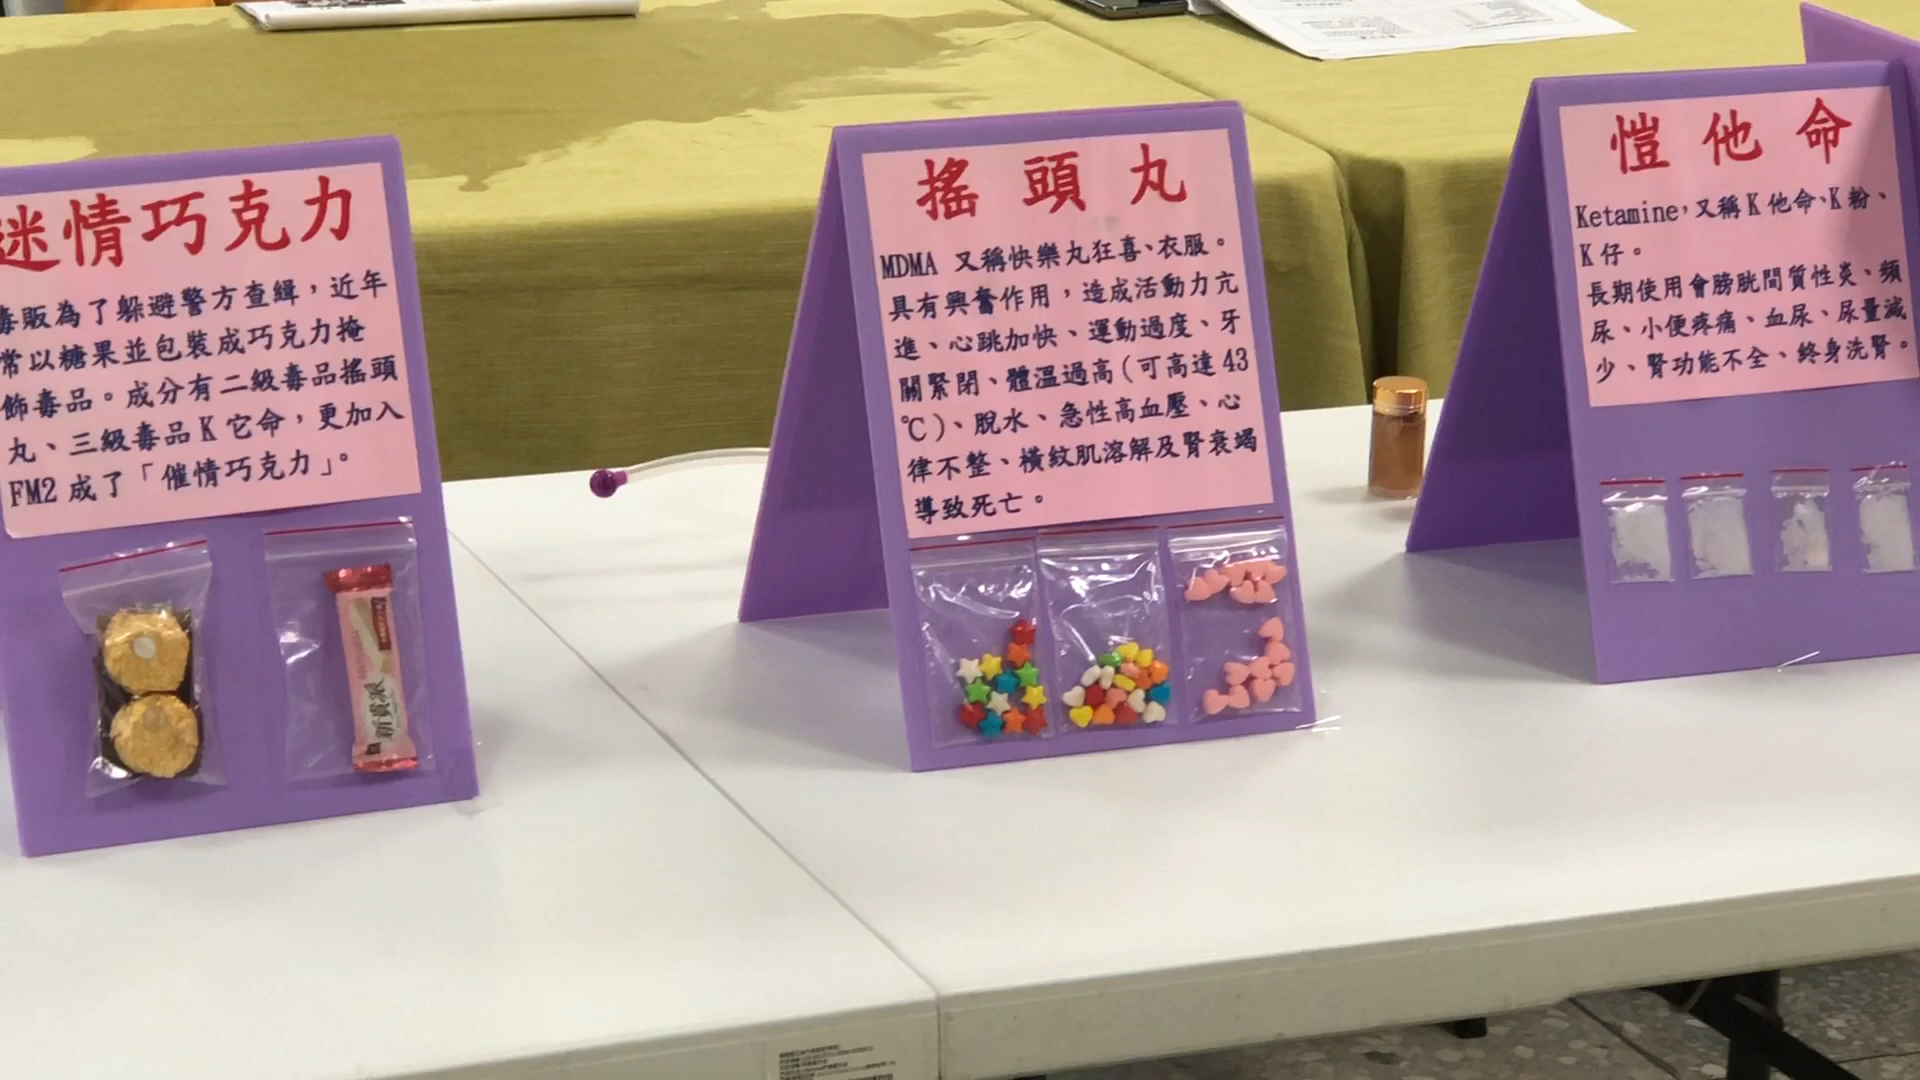 迷情巧克力
毒販為了躲避警方查緝，近年
常以糖果並包裝成巧克力掩
飾毒品。成分有二級毒品搖頭
丸、三級毒品K它命，更加入
FM2成了「催情巧克力」。
新貴派
搖頭丸
MDMA 又稱快樂丸狂喜、衣服。
具有興奮作用，造成活動力亢
進、心跳加快、運動過度、牙
關緊閉、體溫過高(可高達43
℃)、脫水、急性高血壓、心
律不整、橫紋肌溶解及腎衰竭
導致死亡。
愷他命
Ketamine，又稱K他命、K粉、
K仔。
長期使用會膀胱間質性炎、頻
尿、小便疼痛、血尿、尿量減
少、腎功能不全、終身洗腎。